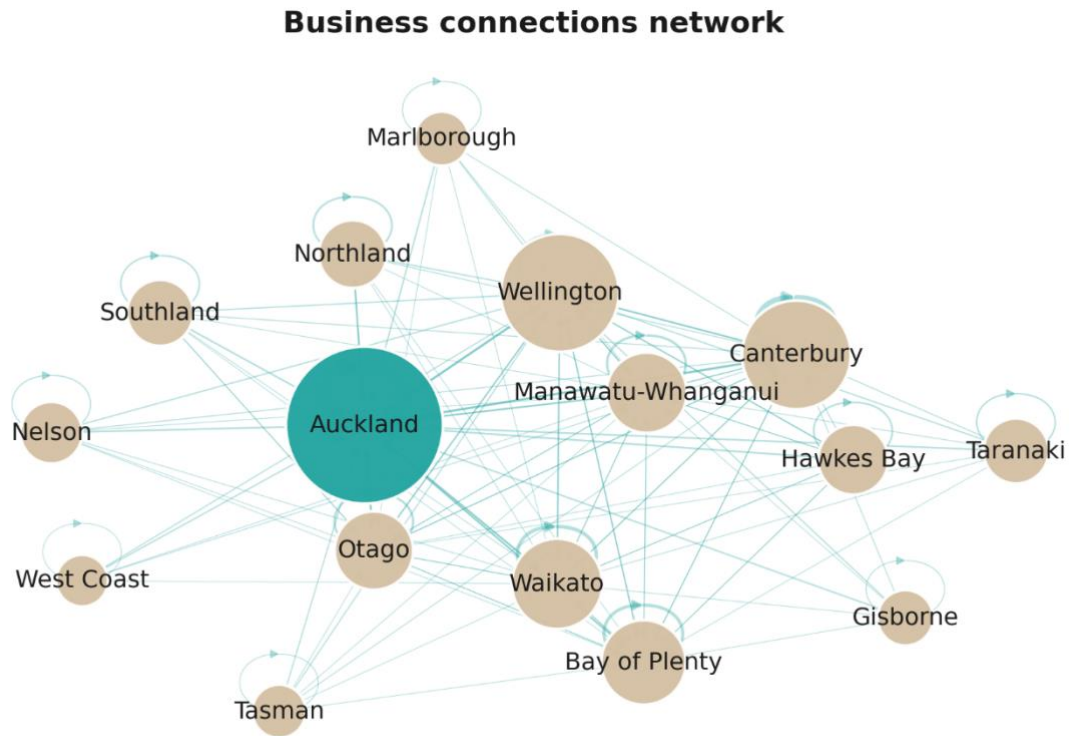 Business connections network
Marlborough
Northland
Wellington
Southland
Canterbury
Manawatu-Whanganui
Auckland
Nelson
Hawkes Bay
Taranaki
Otago
West Coast
Waikato
Gisborne
Bay of Plenty
Tasman